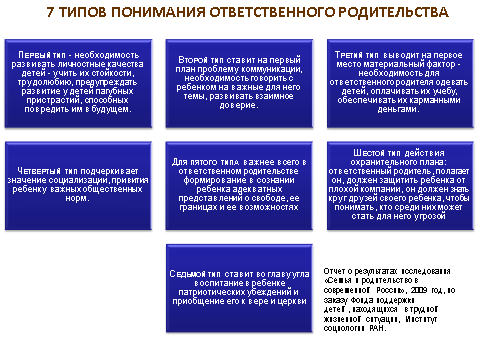 7 ТИПОВ ПОНИМАНИЯ ОТВЕТСТВЕННОГО РОДИТЕЛЬСТВА
Первый тип - необходимость
развивать личностные качества
детей - учить их стойкости,
трудолюбию, предупреждать
развитие у детей пагубных
пристрастий, способных
повредить им в будущем.
Второй тип ставит на первый
план проблему коммуникации,
необходимость говорить с
ребенком на важные для него
темы, развивать взаимное
доверие.
Третий тип выводит на первое
место материальный фактор -
необходимость для
ответственного родителя одевать
детей, оплачивать их учебу,
обеспечивать их карманными
деньгами.
Четвертый тип подчеркивает
значение социализации, привития
ребенку важных общественных
норм.
Для пятого типах важнее всего в
ответственном родительстве
формирование в сознании
ребенка адекватных
представлений о свободе, ее
границах и ее возможностях
Шестой тип действия
охранительного плана:
ответственный родитель, полагает
он, должен защитить ребенка от
плохой компании, он должен знать
круг друзей своего ребенка, чтобы
понимать, кто среди них может
стать для него угрозой
Седьмой тип ставит во главу угла
воспитание в ребенке
патриотических убеждений и
приобщение его к вере и церкви
Отчет о результатах исследования
«Семья и родительство в
современной России», 2009 год, по
заказу Фонда поддержки
детей ,находящихся в трудной
жизненной ситуации, Институт
социологии РАН.